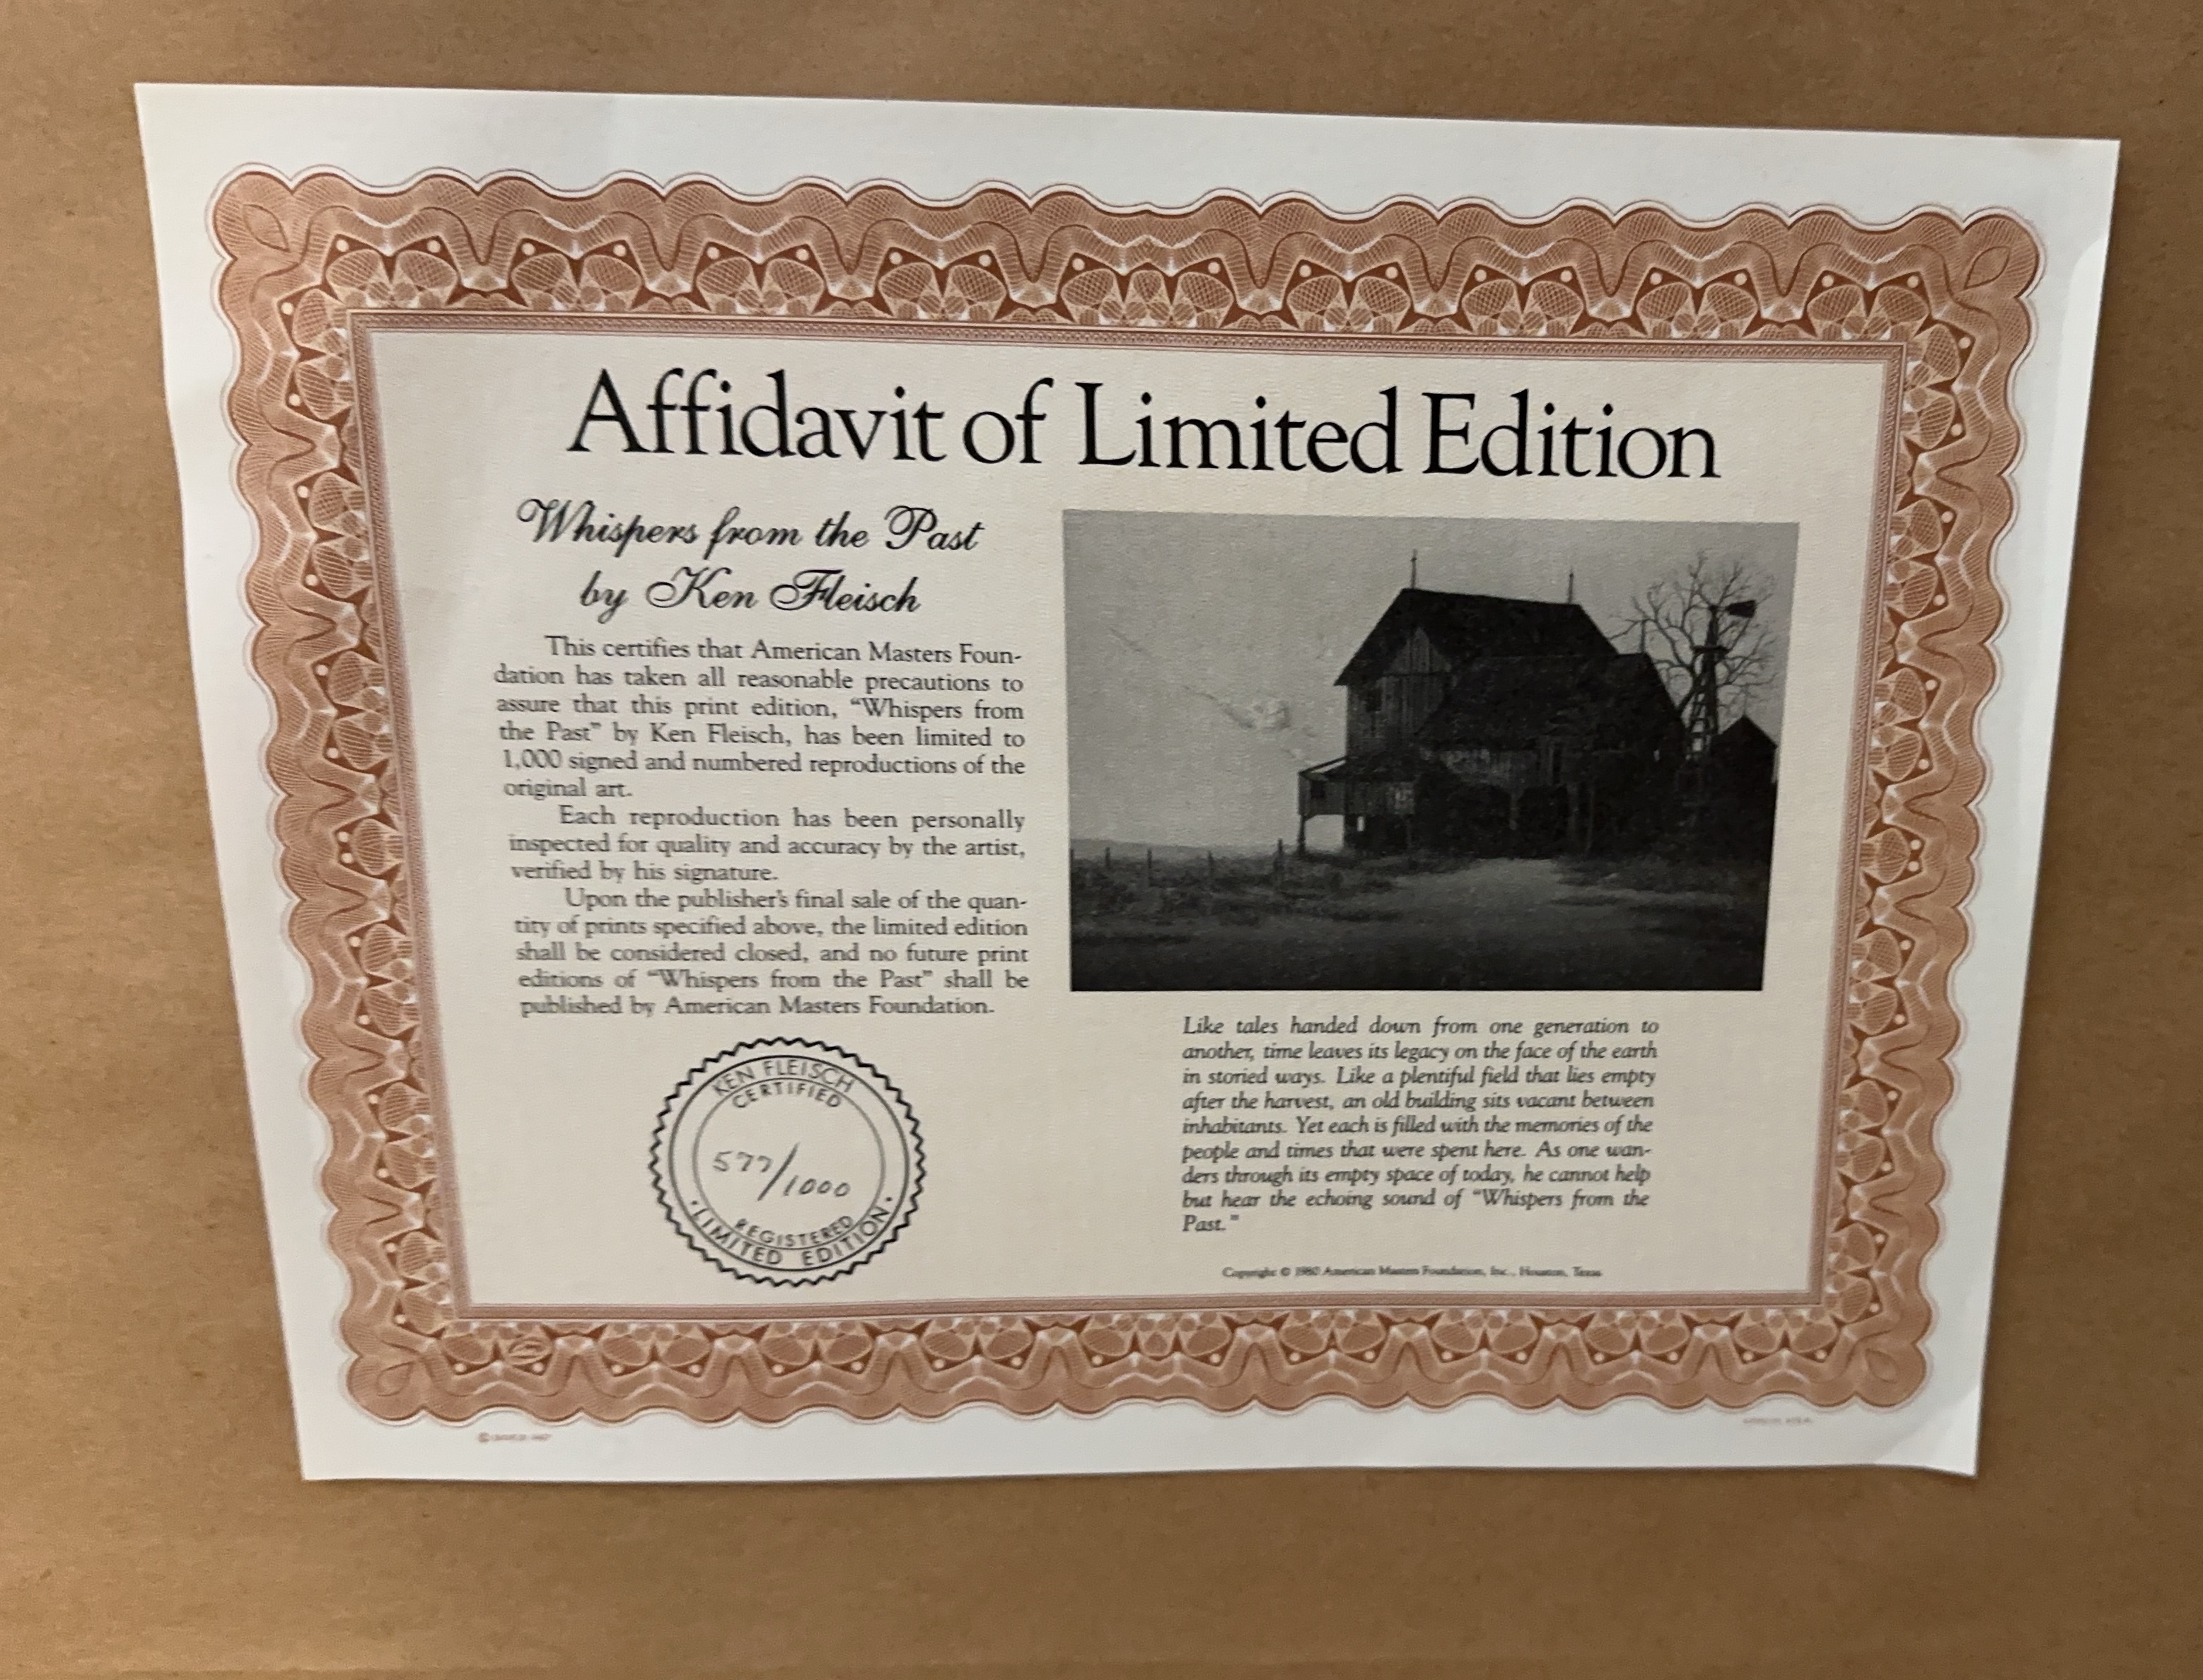 Affidavit of Limited Edition
Whispers from the Past
by Ken Fleisch
This certifies that American Masters Foun-
dation has taken all reasonable precautions to
assure that this print edition, “Whispers from
the Past” by Ken Fleisch, has been limited to
1,000 signed and numbered reproductions of the
original art.
Each reproduction has been personally
inspected for quality and accuracy by the artist,
verified by his signature.
Upon the publisher's final sale of the quan-
tity of prints specified above, the limited edition
shall be considered closed, and no future print
editions of “Whispers from the Past” shall be
published by American Masters Foundation.
KEN FLEISCH
CERTIFIED
577/1000
REGISTERED
• LIMITED EDITION •
Like tales handed down from one generation to
another, time leaves its legacy on the face of the earth
in storied ways. Like a plentiful field that lies empty
after the harvest, an old building sits vacant between
inhabitants. Yet each is filled with the memories of the
people and times that were spent here. As one wan-
ders through its empty space of today, he cannot help
but hear the echoing sound of “Whispers from the
Past.”
Copyright © 1980 American Masters Foundation, Inc., Houston, Texas